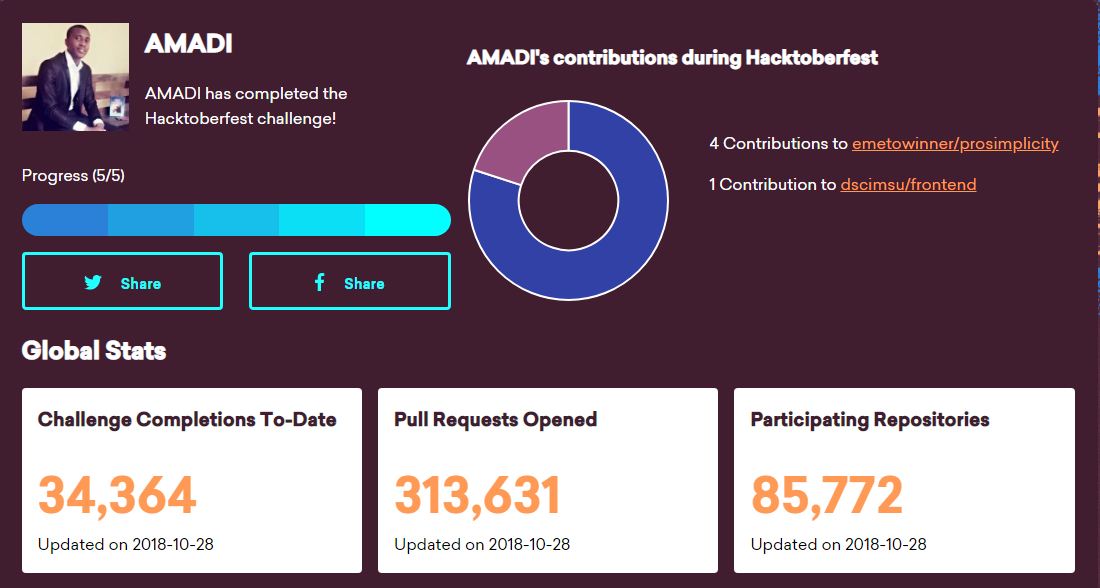 AMADI
AMADI has completed the
Hacktoberfest challenge!
Progress (5/5)
Share
Share
AMADI's contributions during Hacktoberfest
4 Contributions to emetowinner/prosimplicity
1 Contribution to dscimsu/frontend
Global Stats
Challenge Completions To-Date
34,364
Updated on 2018-10-28
Pull Requests Opened
313,631
Updated on 2018-10-28
Participating Repositories
85,772
Updated on 2018-10-28